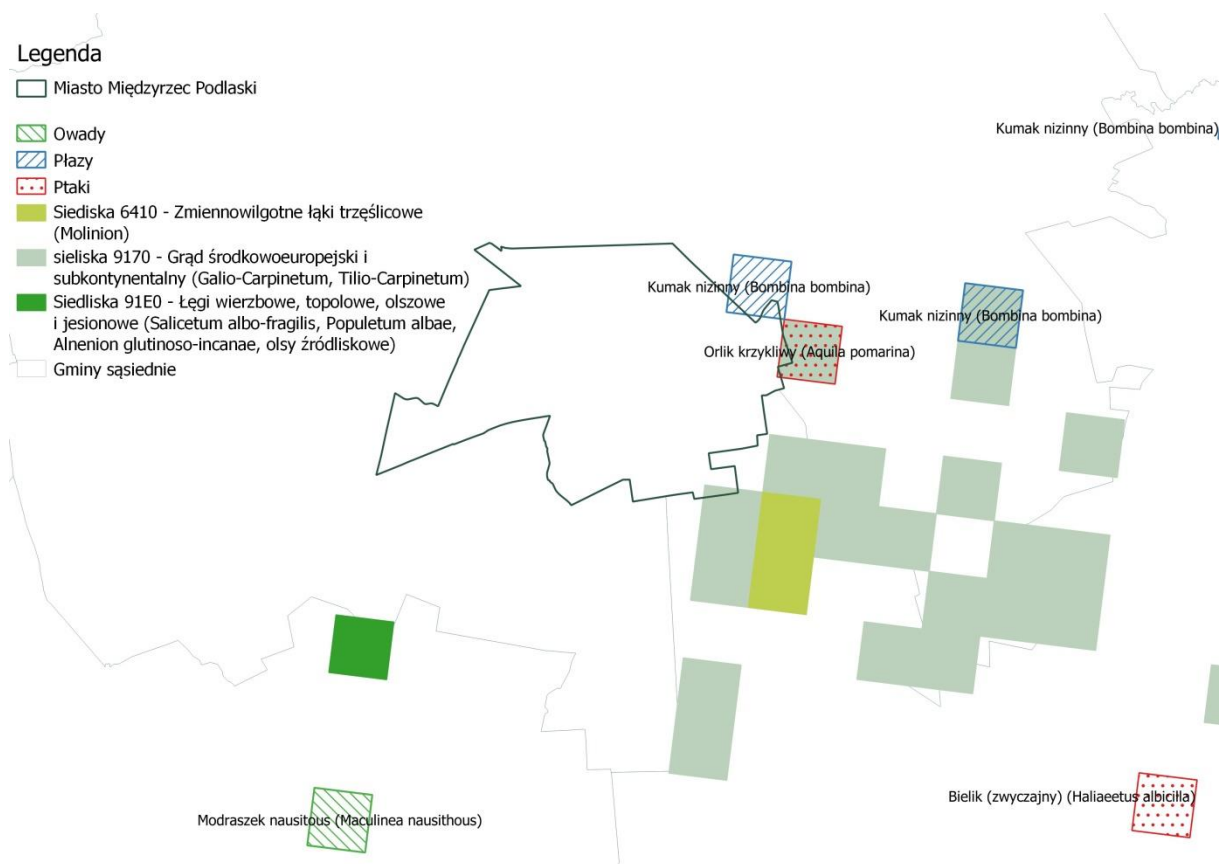 Legenda
Miasto Międzyrzec Podlaski
Owady
Płazy
Ptaki
Siediska 6410 - Zmiennowilgotne łąki trzęślicowe
(Molinion)
sieliska 9170 - Grąd środkowoeuropejski i
subkontynentalny (Galio-Carpinetum, Tilio-Carpinetum)
Siedliska 91E0 - Łęgi wierzbowe, topolowe, olszowe
i jesionowe (Salicetum albo-fragilis, Populetum albae,
Alnenion glutinoso-incanae, olsy źródliskowe)
Gminy sąsiednie
Kumak nizinny (Bombina bombina)
Kumak nizinny (Bombina bombina)
Kumak nizinny (Bombina bombina)
Orlik krzykliwy (Aquila pomarina)
Bielik (zwyczajny) (Haliaeetus albicilla)
Modraszek nausitous (Maculinea nausithous)